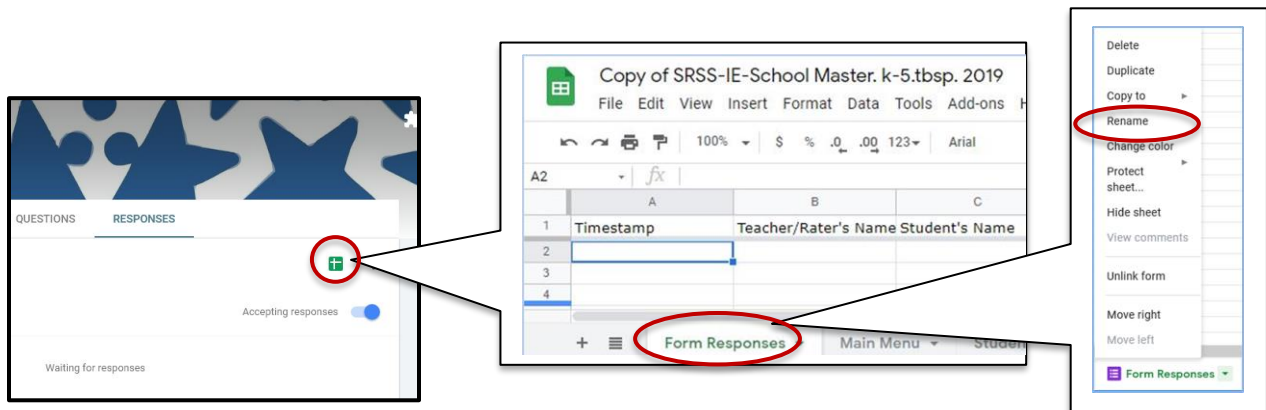 QUESTIONS RESPONSES
Accepting responses
Waiting for responses
Copy of SRSS-IE-School Master. k-5.tbsp. 2019
File Edit View Insert Format Data Tools Add-ons
100% $ % .0 .00 123 Arial
A2 fx
A B C
1 Timestamp Teacher/Rater's Name Student's Name
2
3
4
+ Form Responses Main Menu
Delete
Duplicate
Copy to
Rename
Change color
Protect
sheet...
Hide sheet
View comments
Unlink form
Move right
Move left
Form Responses